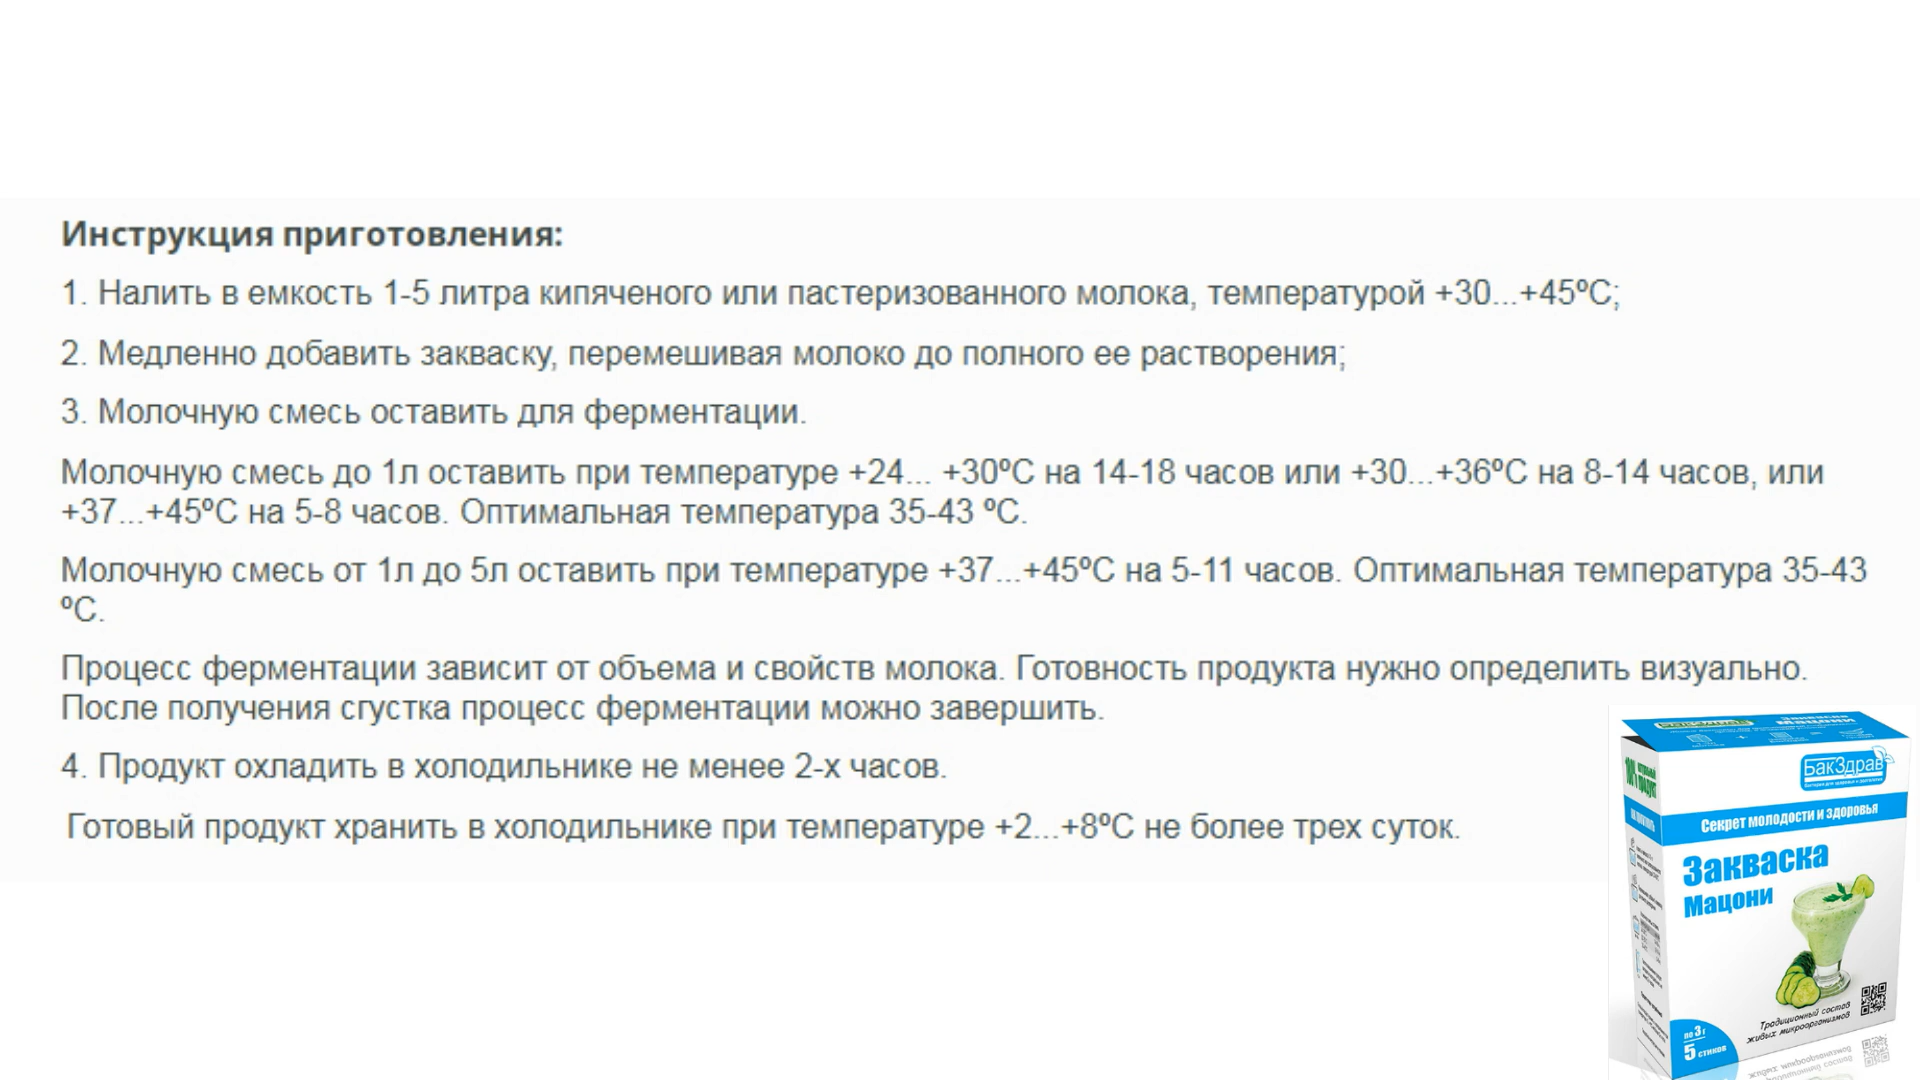 Инструкция приготовления:
1. Налить в емкость 1-5 литра кипяченого или пастеризованного молока, температурой +30...+45ºС;
2. Медленно добавить закваску, перемешивая молоко до полного ее растворения;
3. Молочную смесь оставить для ферментации.
Молочную смесь до 1л оставить при температуре +24... +30ºС на 14-18 часов или +30...+36ºС на 8-14 часов, или
+37...+45ºС на 5-8 часов. Оптимальная температура 35-43 ºС.
Молочную смесь от 1л до 5л оставить при температуре +37...+45ºС на 5-11 часов. Оптимальная температура 35-43
ºС.
Процесс ферментации зависит от объема и свойств молока. Готовность продукта нужно определить визуально.
После получения сгустка процесс ферментации можно завершить.
4. Продукт охладить в холодильнике не менее 2-х часов.
Готовый продукт хранить в холодильнике при температуре +2...+8ºС не более трех суток.
Закваска
Мацони
100% натуральный
продукт
БакЗдрав
Секрет молодости и здоровья
Закваска
Мацони
Традиционный состав
живых микроорганизмов
по 3 г
5 стиков